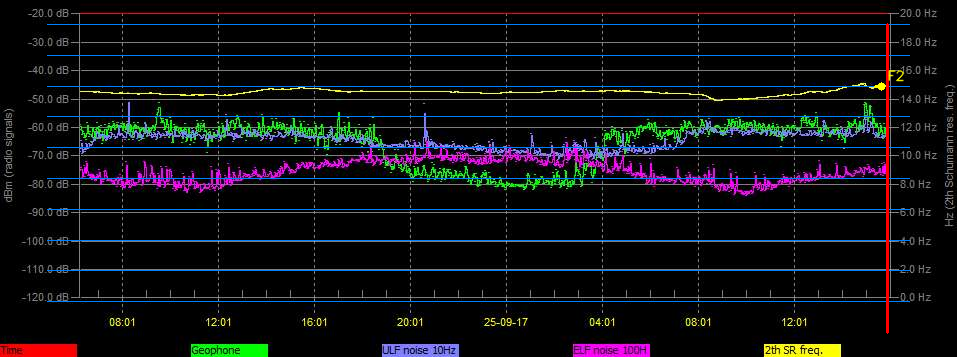 -20.0 dB 20.0 Hz
-30.0 dB 18.0 Hz
-40.0 dB 16.0 Hz
F2
-50.0 dB 14.0 Hz
-60.0 dB 12.0 Hz
-70.0 dB 10.0 Hz
-80.0 dB 8.0 Hz
-90.0 dB 6.0 Hz
-100.0 dB 4.0 Hz
-110.0 dB 2.0 Hz
-120.0 dB 0.0 Hz
dBm (radio signals)
Hz (2th Schumann res. freq.)
08:01 12:01 16:01 20:01 25-09-17 04:01 08:01 12:01
Time Geophone ULF noise 10Hz ELF noise 100H 2th SR freq.